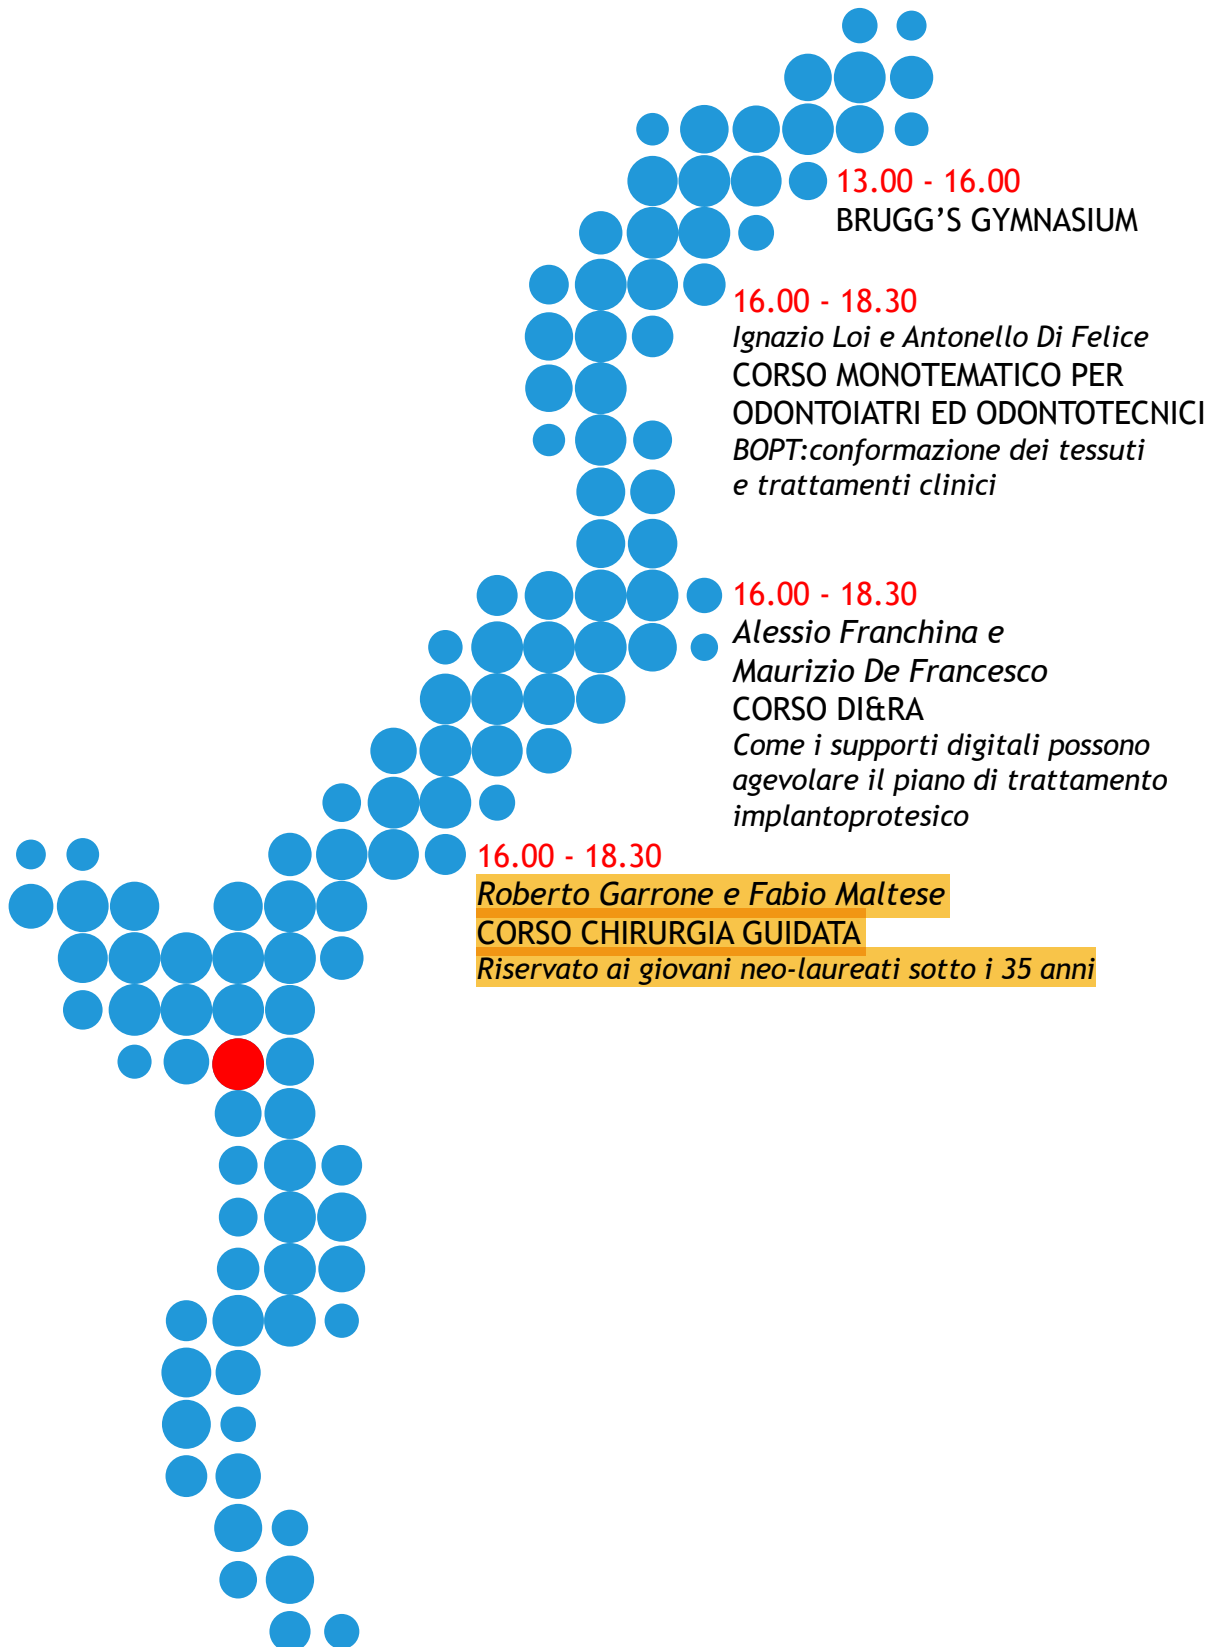 13.00 - 16.00
BRUGG’S GYMNASIUM
16.00 - 18.30
Ignazio Loi e Antonello Di Felice
CORSO MONOTEMATICO PER
ODONTOIATRI ED ODONTOTECNICI
BOPT:conformazione dei tessuti
e trattamenti clinici
16.00 - 18.30
Alessio Franchina e
Maurizio De Francesco
CORSO DI&RA
Come i supporti digitali possono
agevolare il piano di trattamento
implantoprotesico
16.00 - 18.30
Roberto Garrone e Fabio Maltese
CORSO CHIRURGIA GUIDATA
Riservato ai giovani neo-laureati sotto i 35 anni